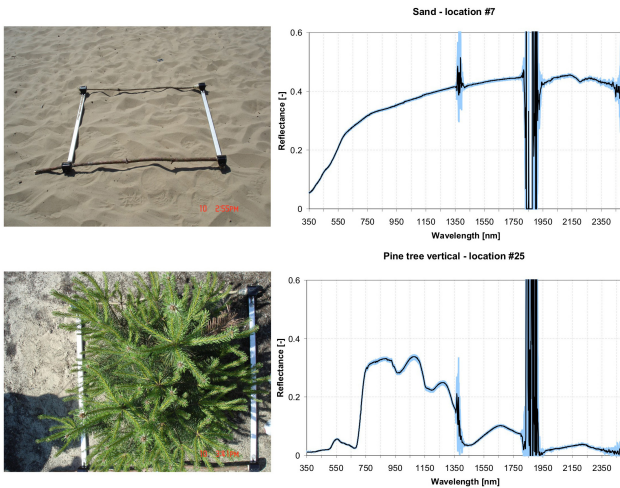 Sand - location #7
0.6
0.4
0.2
0
Reflectance [-]
350 550 750 950 1150 1350 1550 1750 1950 2150 2350
Wavelength [nm]
Pine tree vertical - location #25
0.6
0.4
0.2
0
Reflectance [-]
350 550 750 950 1150 1350 1550 1750 1950 2150 2350
Wavelength [nm]